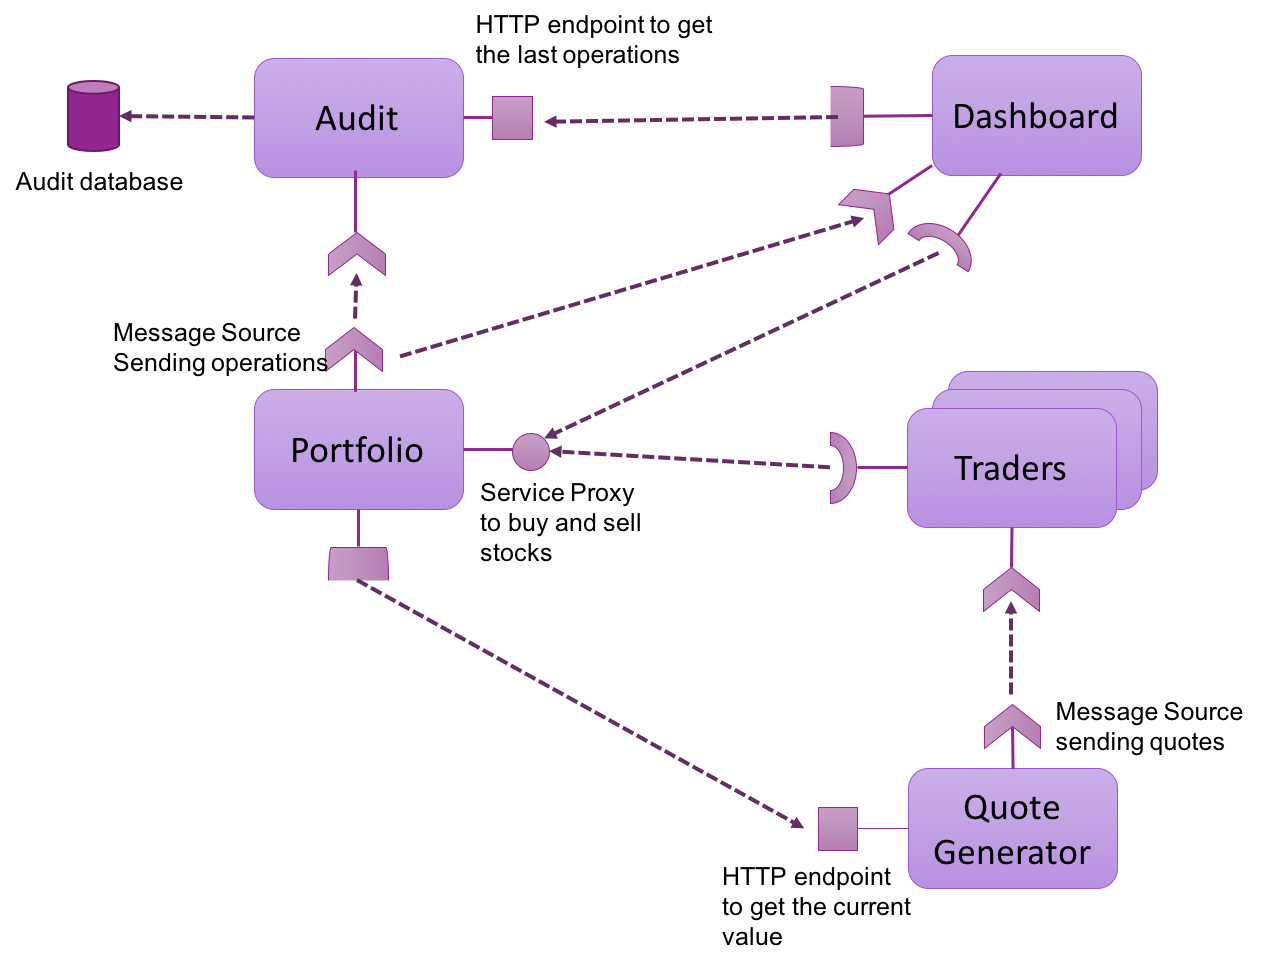 HTTP endpoint to get
the last operations
Audit
Dashboard
Audit database
Message Source
Sending operations
Portfolio
Traders
Service Proxy
to buy and sell
stocks
Message Source
sending quotes
Quote
Generator
HTTP endpoint
to get the current
value